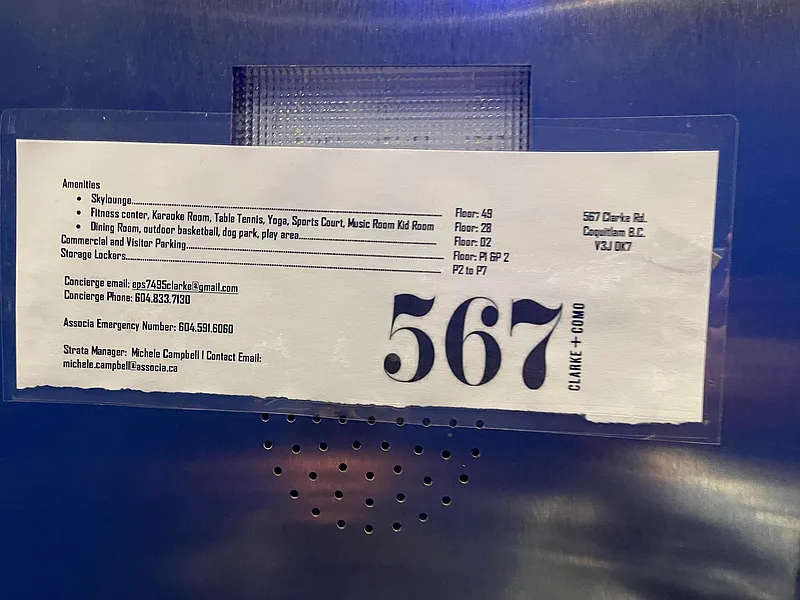 Amenities
• Skylounge............ Floor: 49
• Fitness center, Karaoke Room, Table Tennis, Yoga, Sports Court, Music Room Kid Room Floor: 28
• Dining Room, outdoor basketball, dog park, play area............ Floor: 02
Commercial and Visitor Parking............ Floor: P1 & P 2
Storage Lockers............ P2 to P7
567 Clarke Rd.
Coquitlam B.C.
V3J 0K7
Concierge email: eps7495clarke@gmail.com
Concierge Phone: 604.833.7130
Associa Emergency Number: 604.591.6060
Strata Manager: Michele Campbell | Contact Email:
michele.campbell@associa.ca
567
CLARKE + COMO